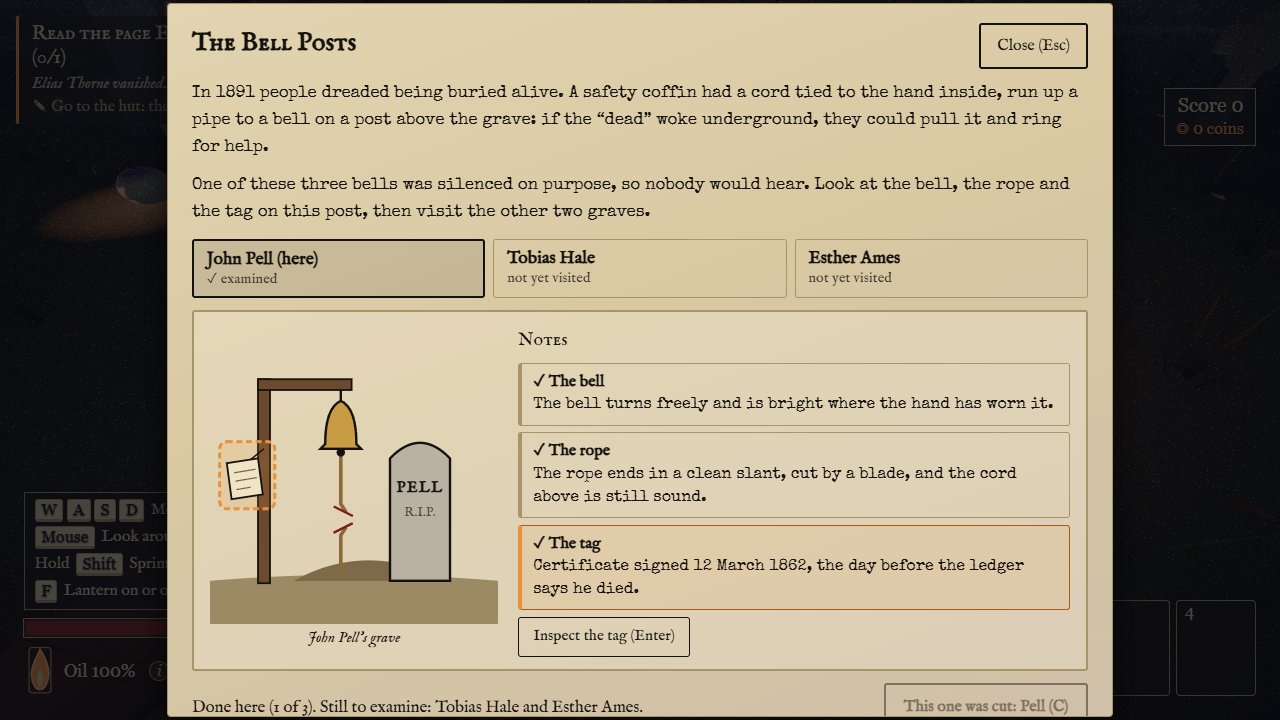 The Bell Posts
Close (Esc)
In 1891 people dreaded being buried alive. A safety coffin had a cord tied to the hand inside, run up a
pipe to a bell on a post above the grave: if the “dead” woke underground, they could pull it and ring
for help.
One of these three bells was silenced on purpose, so nobody would hear. Look at the bell, the rope and
the tag on this post, then visit the other two graves.
John Pell (here)
✓ examined
Tobias Hale
not yet visited
Esther Ames
not yet visited
PELL
R.I.P.
John Pell's grave
Notes
✓ The bell
The bell turns freely and is bright where the hand has worn it.
✓ The rope
The rope ends in a clean slant, cut by a blade, and the cord
above is still sound.
✓ The tag
Certificate signed 12 March 1862, the day before the ledger
says he died.
Inspect the tag (Enter)
Done here (1 of 3). Still to examine: Tobias Hale and Esther Ames.
This one was cut: Pell (C)
Read the page E
(0/1)
Elias Thorne vanished.
Go to the hut: the
Score 0
0 coins
W A S D
Mouse Look arou
Hold Shift Sprin
F Lantern on or o
Oil 100%
i
4